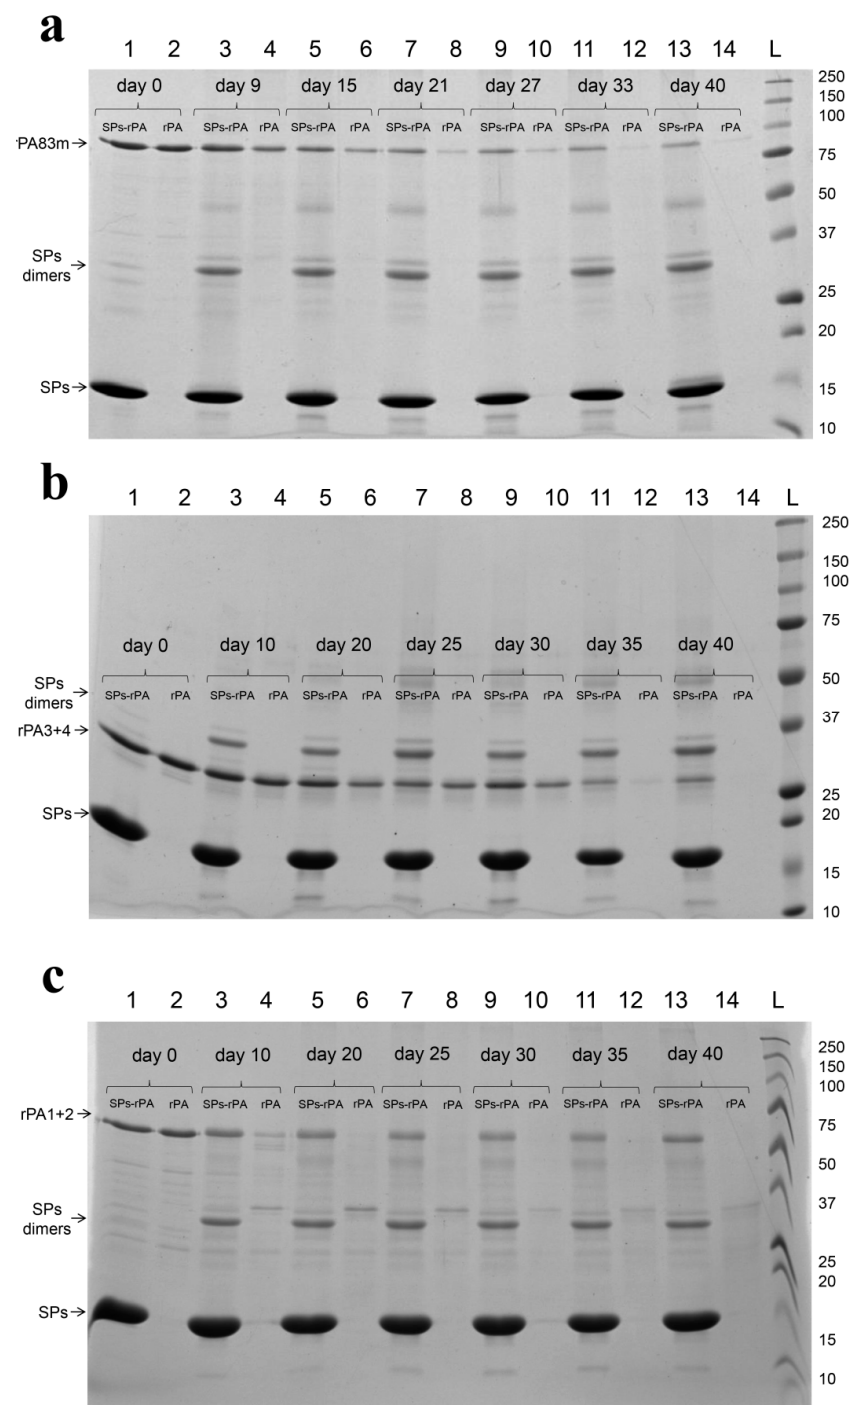 a
1 2 3 4 5 6 7 8 9 10 11 12 13 14 L
day 0 day 9 day 15 day 21 day 27 day 33 day 40
SPs-rPA rPA SPs-rPA rPA SPs-rPA rPA SPs-rPA rPA SPs-rPA rPA SPs-rPA rPA SPs-rPA rPA
PA83m
SPs
dimers
SPs
250
150
100
75
50
37
25
20
15
10
b
1 2 3 4 5 6 7 8 9 10 11 12 13 14 L
day 0 day 10 day 20 day 25 day 30 day 35 day 40
SPs-rPA rPA SPs-rPA rPA SPs-rPA rPA SPs-rPA rPA SPs-rPA rPA SPs-rPA rPA SPs-rPA rPA
SPs
dimers
rPA3+4
SPs
250
150
100
75
50
37
25
20
15
10
c
1 2 3 4 5 6 7 8 9 10 11 12 13 14 L
day 0 day 10 day 20 day 25 day 30 day 35 day 40
SPs-rPA rPA SPs-rPA rPA SPs-rPA rPA SPs-rPA rPA SPs-rPA rPA SPs-rPA rPA SPs-rPA rPA
rPA1+2
SPs
dimers
SPs
250
150
100
75
50
37
25
20
15
10